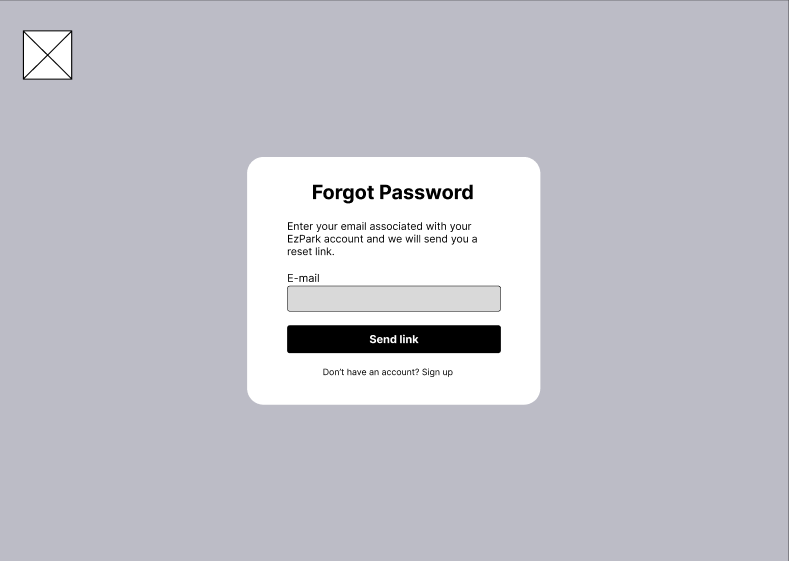 Forgot Password
Enter your email associated with your
EzPark account and we will send you a
reset link.
E-mail
Send link
Don't have an account? Sign up